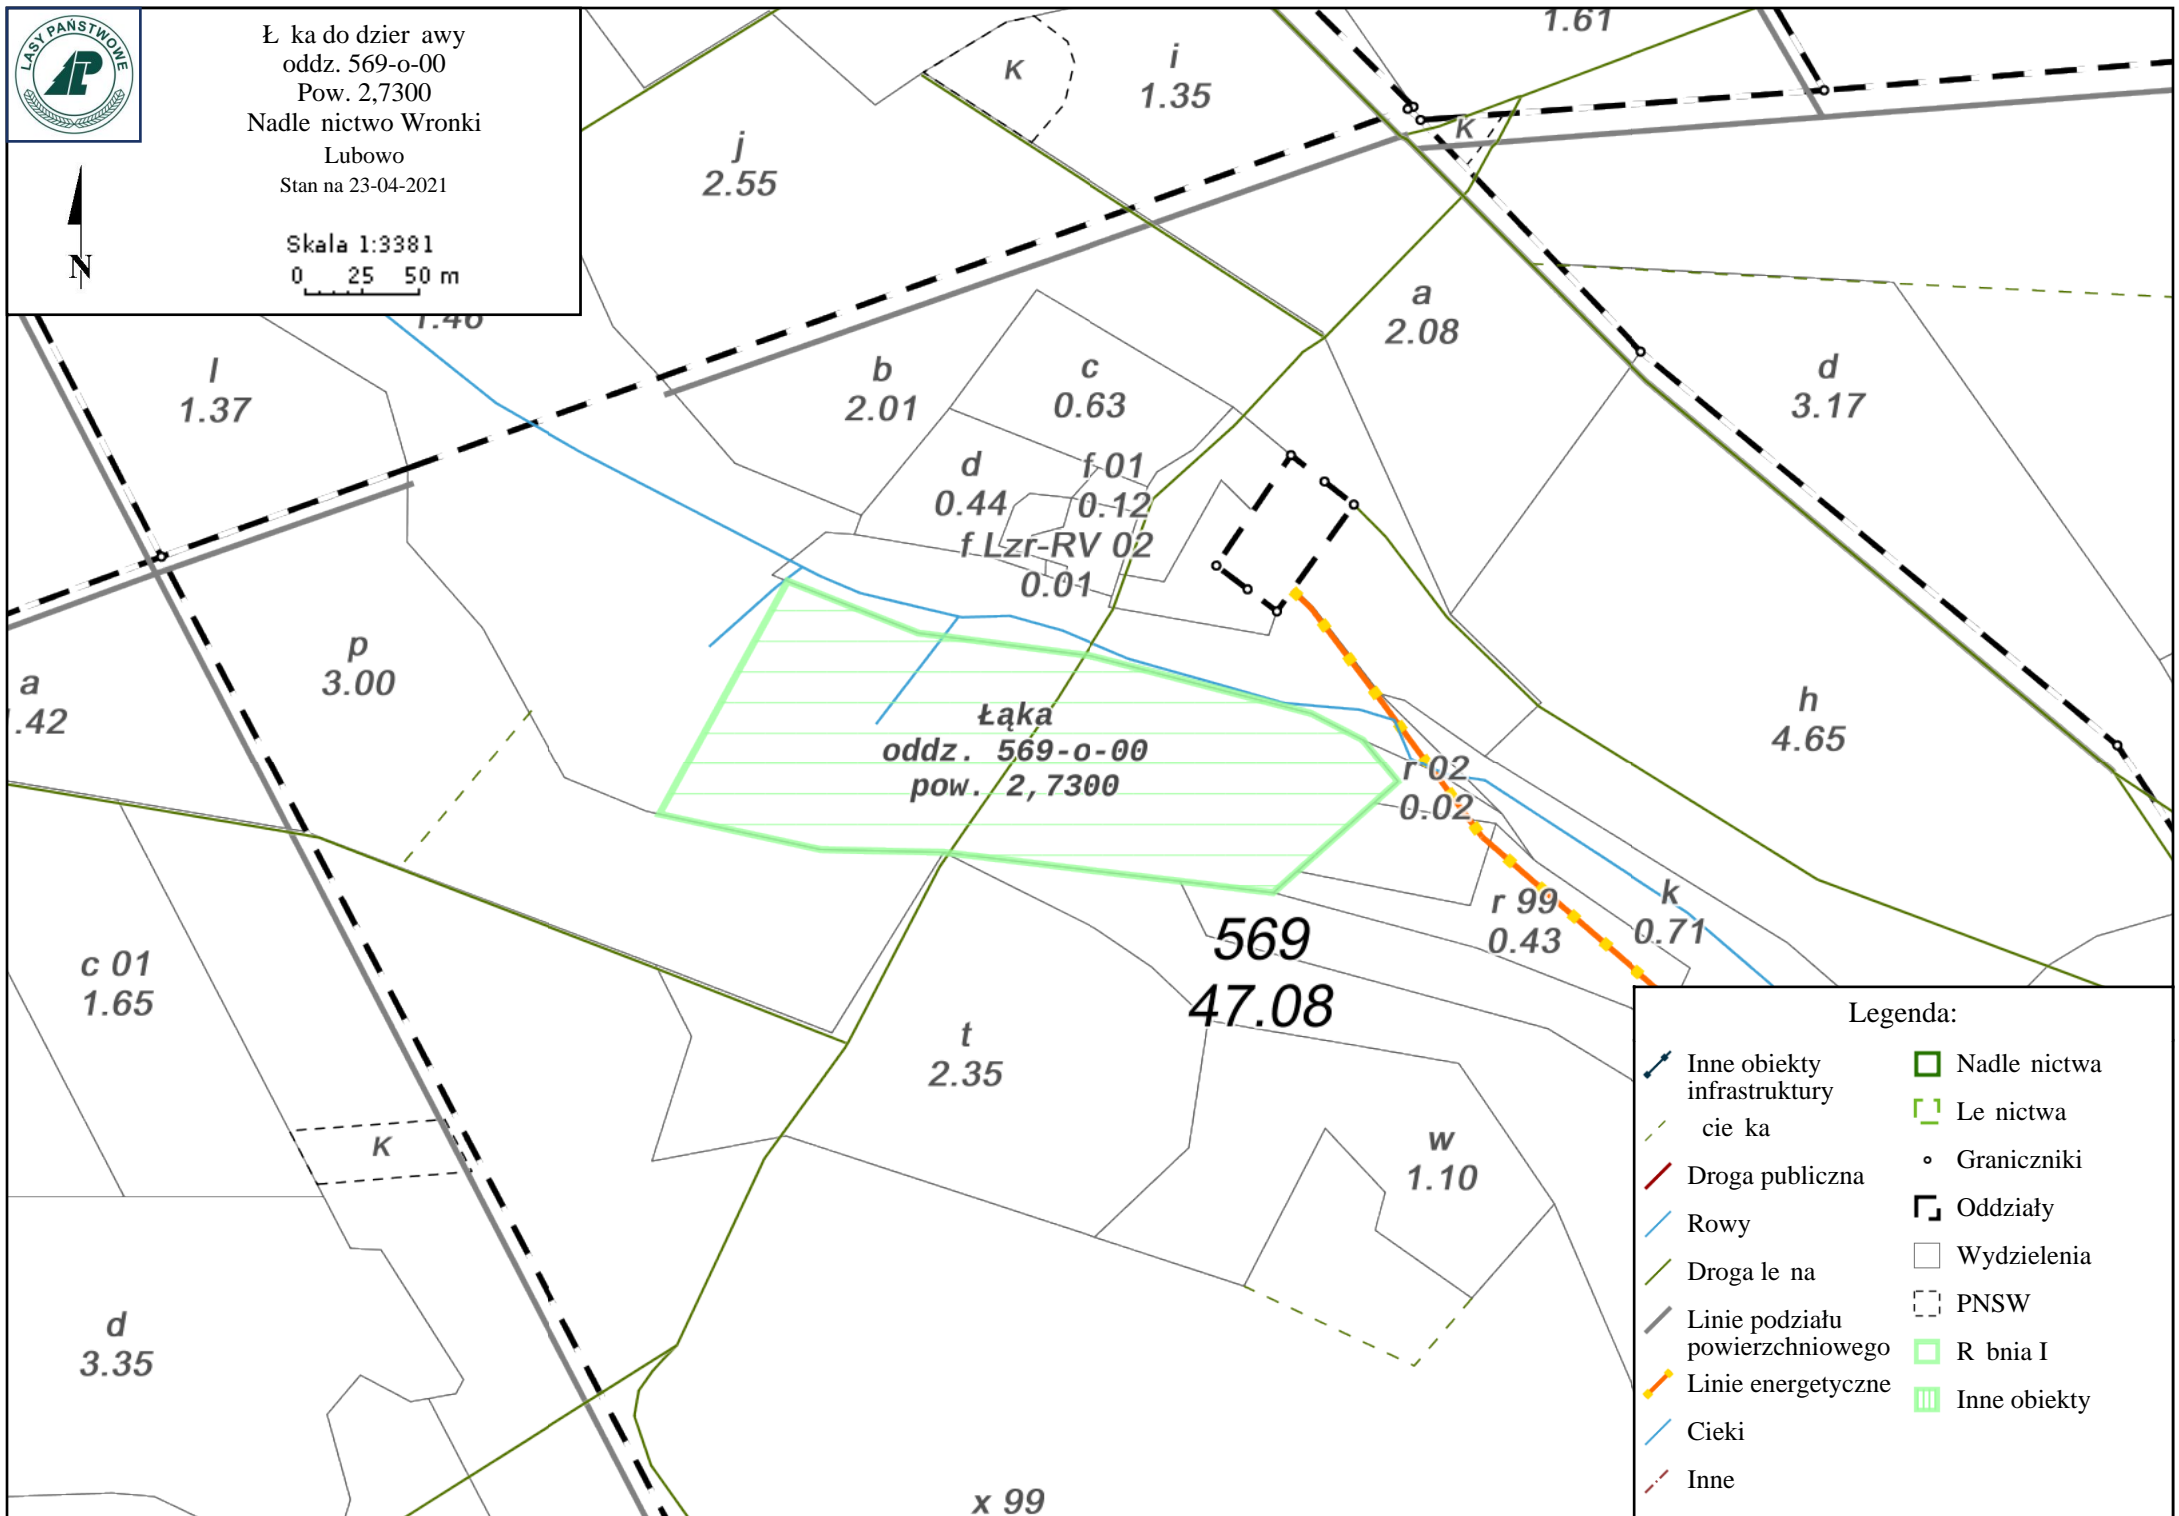 LASY PAŃSTWOWE
Ł ka do dzier awy
oddz. 569-o-00
Pow. 2,7300
Nadle nictwo Wronki
Lubowo
Stan na 23-04-2021
N
Skala 1:3381
0 25 50 m
1.61
K
i
1.35
K
j
2.55
a
2.08
1.46
l
1.37
b
2.01
c
0.63
d
3.17
d
0.44
f 01
0.12
f Lzr-RV 02
0.01
p
3.00
a
.42
Łąka
oddz. 569-o-00
pow. 2,7300
h
4.65
r 02
0.02
r 99
0.43
k
0.71
569
47.08
c 01
1.65
t
2.35
K
w
1.10
d
3.35
x 99
Legenda:
Inne obiekty
infrastruktury
cie ka
Droga publiczna
Rowy
Droga le na
Linie podziału
powierzchniowego
Linie energetyczne
Cieki
Inne
Nadle nictwa
Le nictwa
Graniczniki
Oddziały
Wydzielenia
PNSW
R bnia I
Inne obiekty